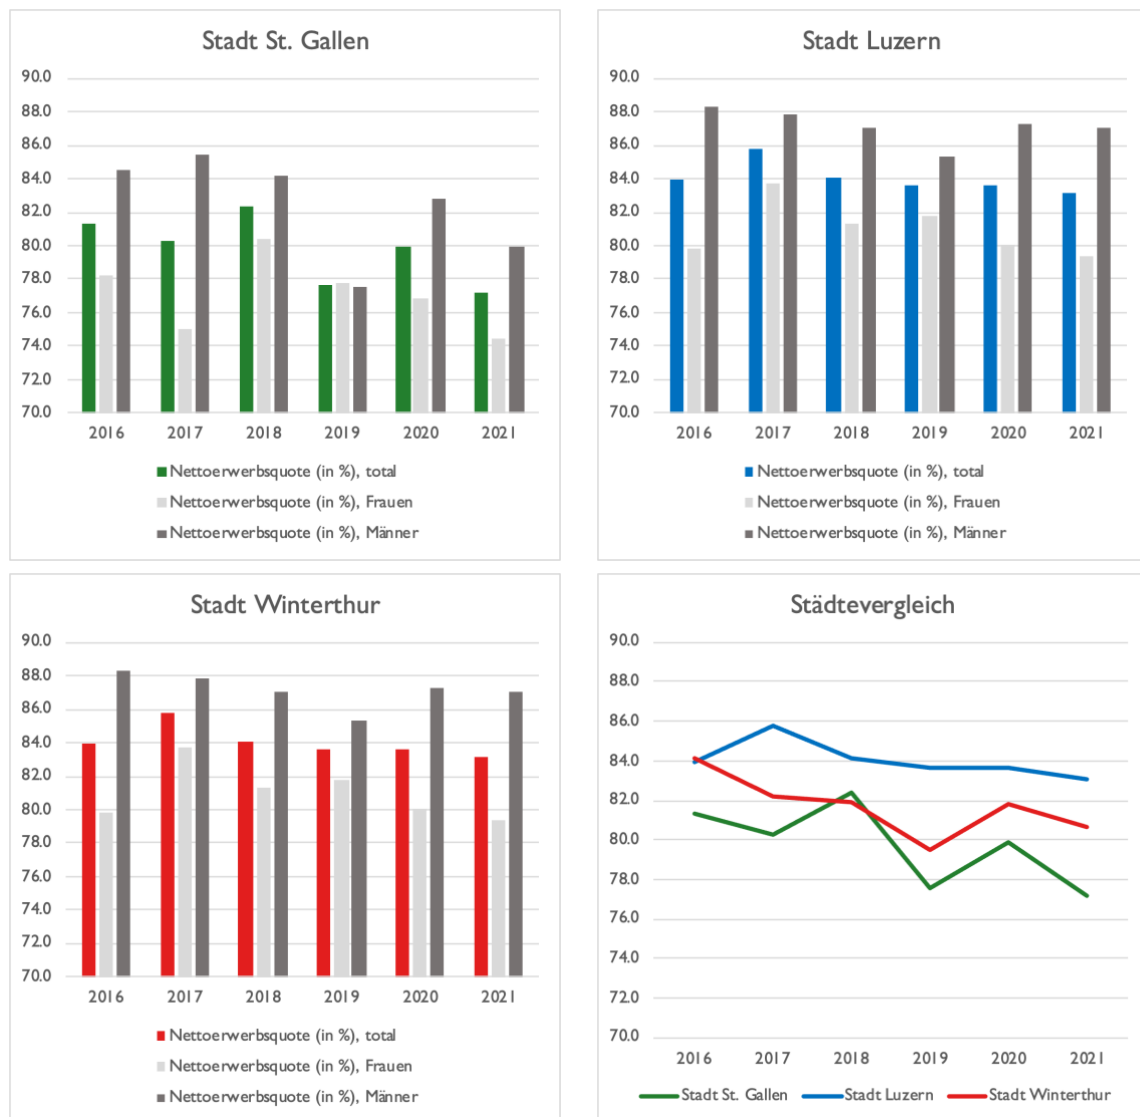 Stadt St. Gallen
90.0
88.0
86.0
84.0
82.0
80.0
78.0
76.0
74.0
72.0
70.0
2016 2017 2018 2019 2020 2021
Nettoerwerbsquote (in %), total
Nettoerwerbsquote (in %), Frauen
Nettoerwerbsquote (in %), Männer
Stadt Luzern
90.0
88.0
86.0
84.0
82.0
80.0
78.0
76.0
74.0
72.0
70.0
2016 2017 2018 2019 2020 2021
Nettoerwerbsquote (in %), total
Nettoerwerbsquote (in %), Frauen
Nettoerwerbsquote (in %), Männer
Stadt Winterthur
90.0
88.0
86.0
84.0
82.0
80.0
78.0
76.0
74.0
72.0
70.0
2016 2017 2018 2019 2020 2021
Nettoerwerbsquote (in %), total
Nettoerwerbsquote (in %), Frauen
Nettoerwerbsquote (in %), Männer
Städtevergleich
90.0
88.0
86.0
84.0
82.0
80.0
78.0
76.0
74.0
72.0
70.0
2016 2017 2018 2019 2020 2021
Stadt St. Gallen Stadt Luzern Stadt Winterthur